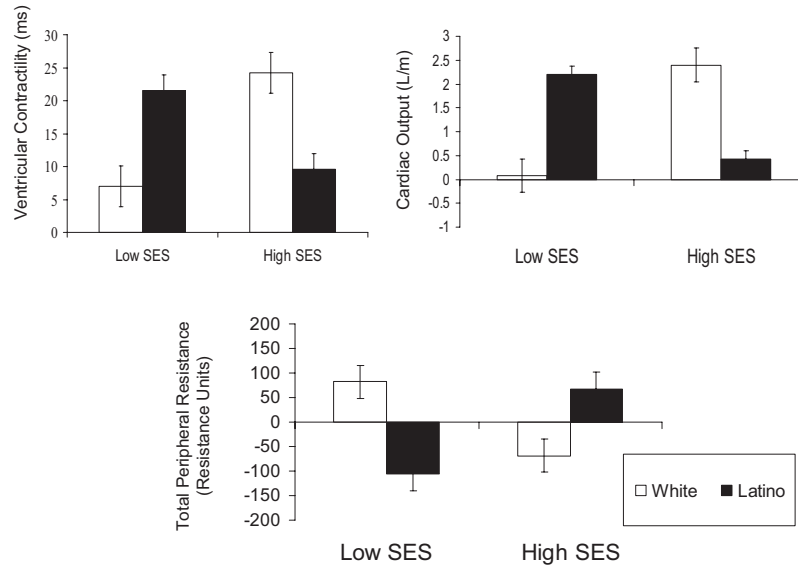 Ventricular Contractility (ms)
30
25
20
15
10
5
0
Low SES
High SES
Cardiac Output (L/m)
3
2.5
2
1.5
1
0.5
0
-0.5
-1
Low SES
High SES
Total Peripheral Resistance
(Resistance Units)
200
150
100
50
0
-50
-100
-150
-200
Low SES
High SES
White
Latino